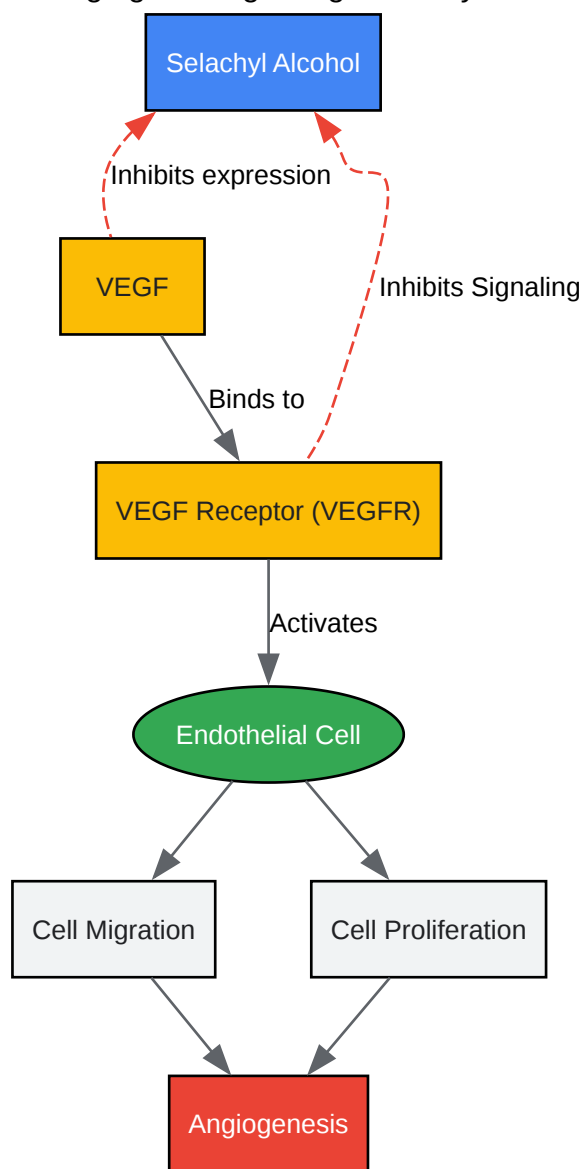 Selachyl Alcohol
Inhibits expression
VEGF
Inhibits Signaling
Binds to
VEGF Receptor (VEGFR)
Activates
Endothelial Cell
Cell Migration
Cell Proliferation
Angiogenesis